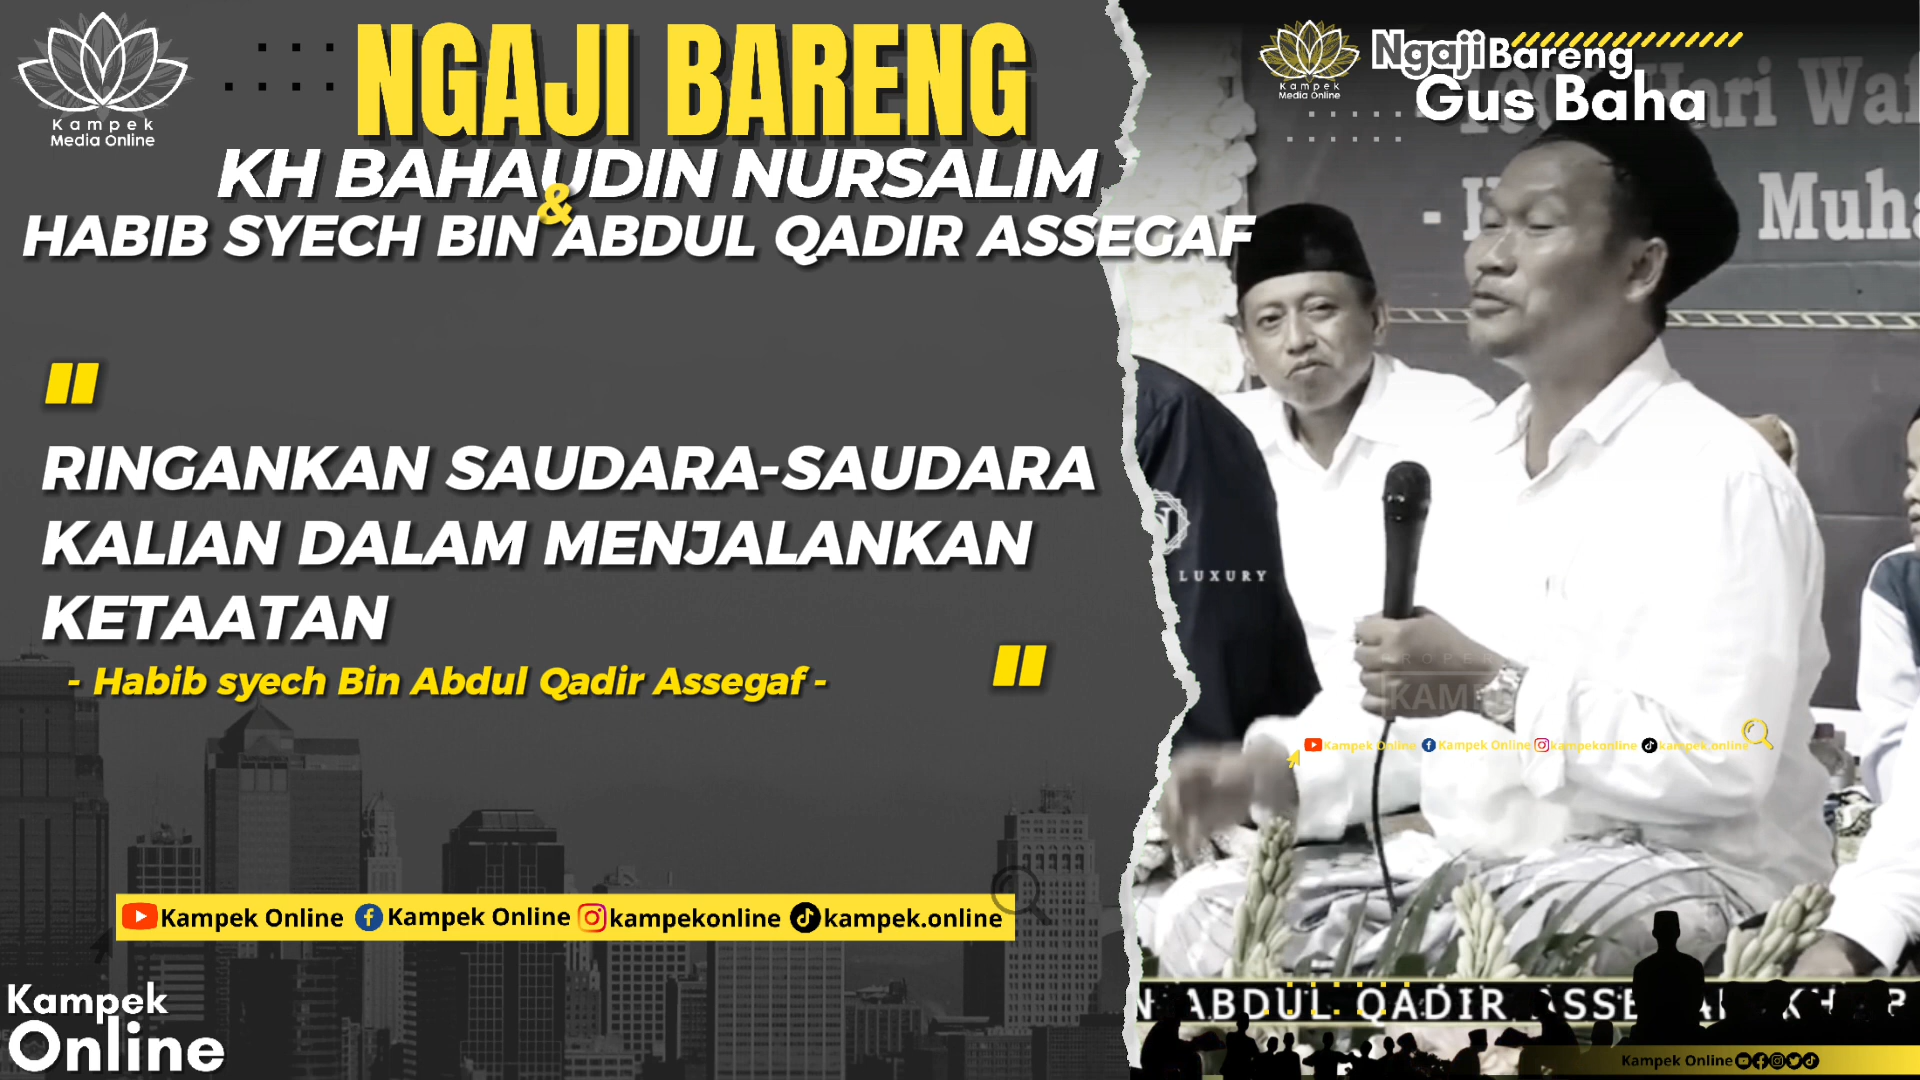 Kampek
Media Online
NGAJI BARENG
KH BAHAUDIN NURSALIM
&
HABIB SYECH BIN ABDUL QADIR ASSEGAF
"
RINGANKAN SAUDARA-SAUDARA
KALIAN DALAM MENJALANKAN
KETAATAN
- Habib syech Bin Abdul Qadir Assegaf -
"
Kampek Online Kampek Online kampekonline kampek.online
Kampek
Online
Kampek
Media Online
Ngaji Bareng
Gus Baha
Hari
Muh
LUXURY
Kampek Online Kampek Online kampekonline kampek.online
N ABDUL QADIR ASSE
Kampek Online